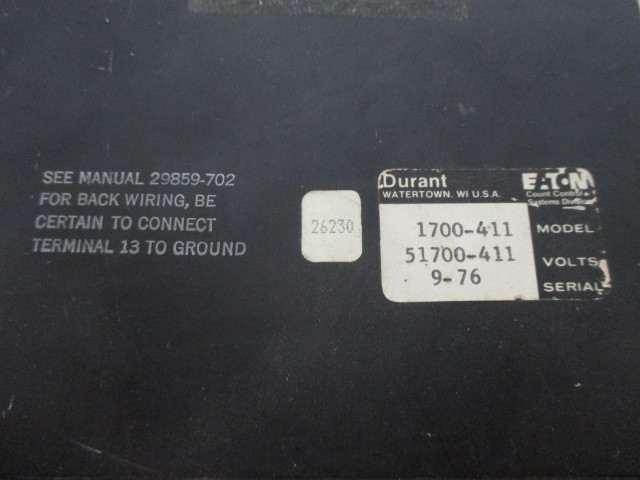 SEE MANUAL 29859-702
FOR BACK WIRING, BE
CERTAIN TO CONNECT
TERMINAL 13 TO GROUND
26230
Durant
WATERTOWN, WI U.S.A.
EATON
Count Control
Systems Division
1700-411 MODEL
51700-411 VOLTS
9-76 SERIAL